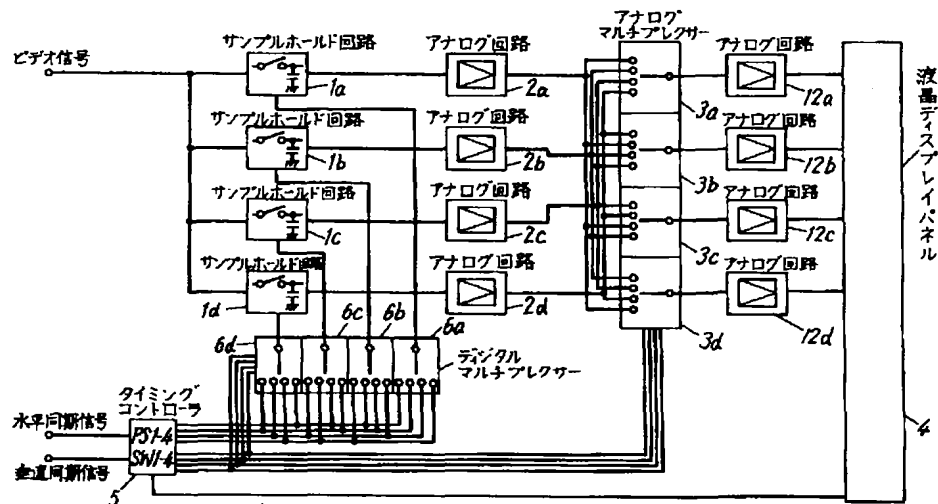 ビデオ信号
サンプルホールド回路
1a
アナログ回路
2a
アナログ
マルチプレクサー
3a
アナログ回路
12a
サンプルホールド回路
1b
アナログ回路
2b
3b
アナログ回路
12b
サンプルホールド回路
1c
アナログ回路
2c
3c
アナログ回路
12c
サンプルホールド回路
1d
アナログ回路
2d
3d
アナログ回路
12d
液晶ディスプレイパネル
4
6d
6c
6b
6a
ディジタル
マルチプレクサー
タイミング
コントローラ
水平同期信号
PS1-4
垂直同期信号
SW1-4
5